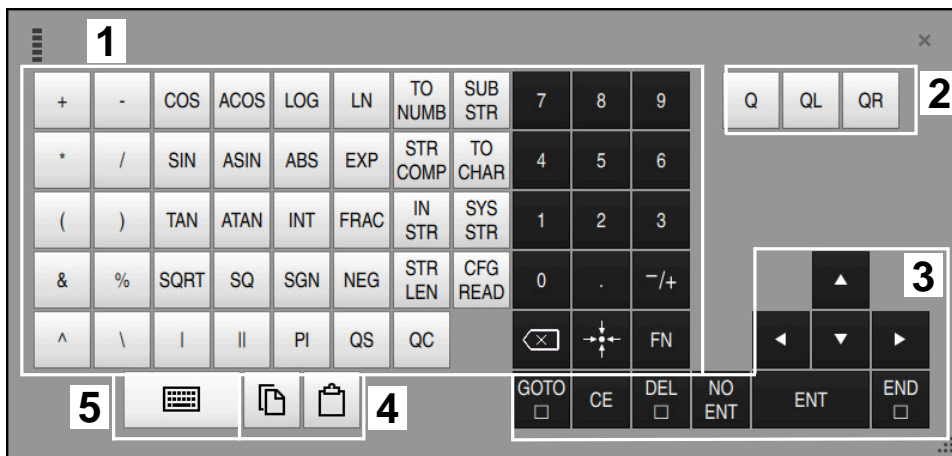 1
×
+ - COS ACOS LOG LN TO NUMB SUB STR 7 8 9 Q QL QR 2
* / SIN ASIN ABS EXP STR COMP TO CHAR 4 5 6
( ) TAN ATAN INT FRAC IN STR SYS STR 1 2 3
& % SQRT SQ SGN NEG STR LEN CFG READ 0 . −/+ ▲ 3
^ \ | || PI QS QC FN ◄ ▼ ►
5 4 GOTO □ CE DEL □ NO ENT ENT END □